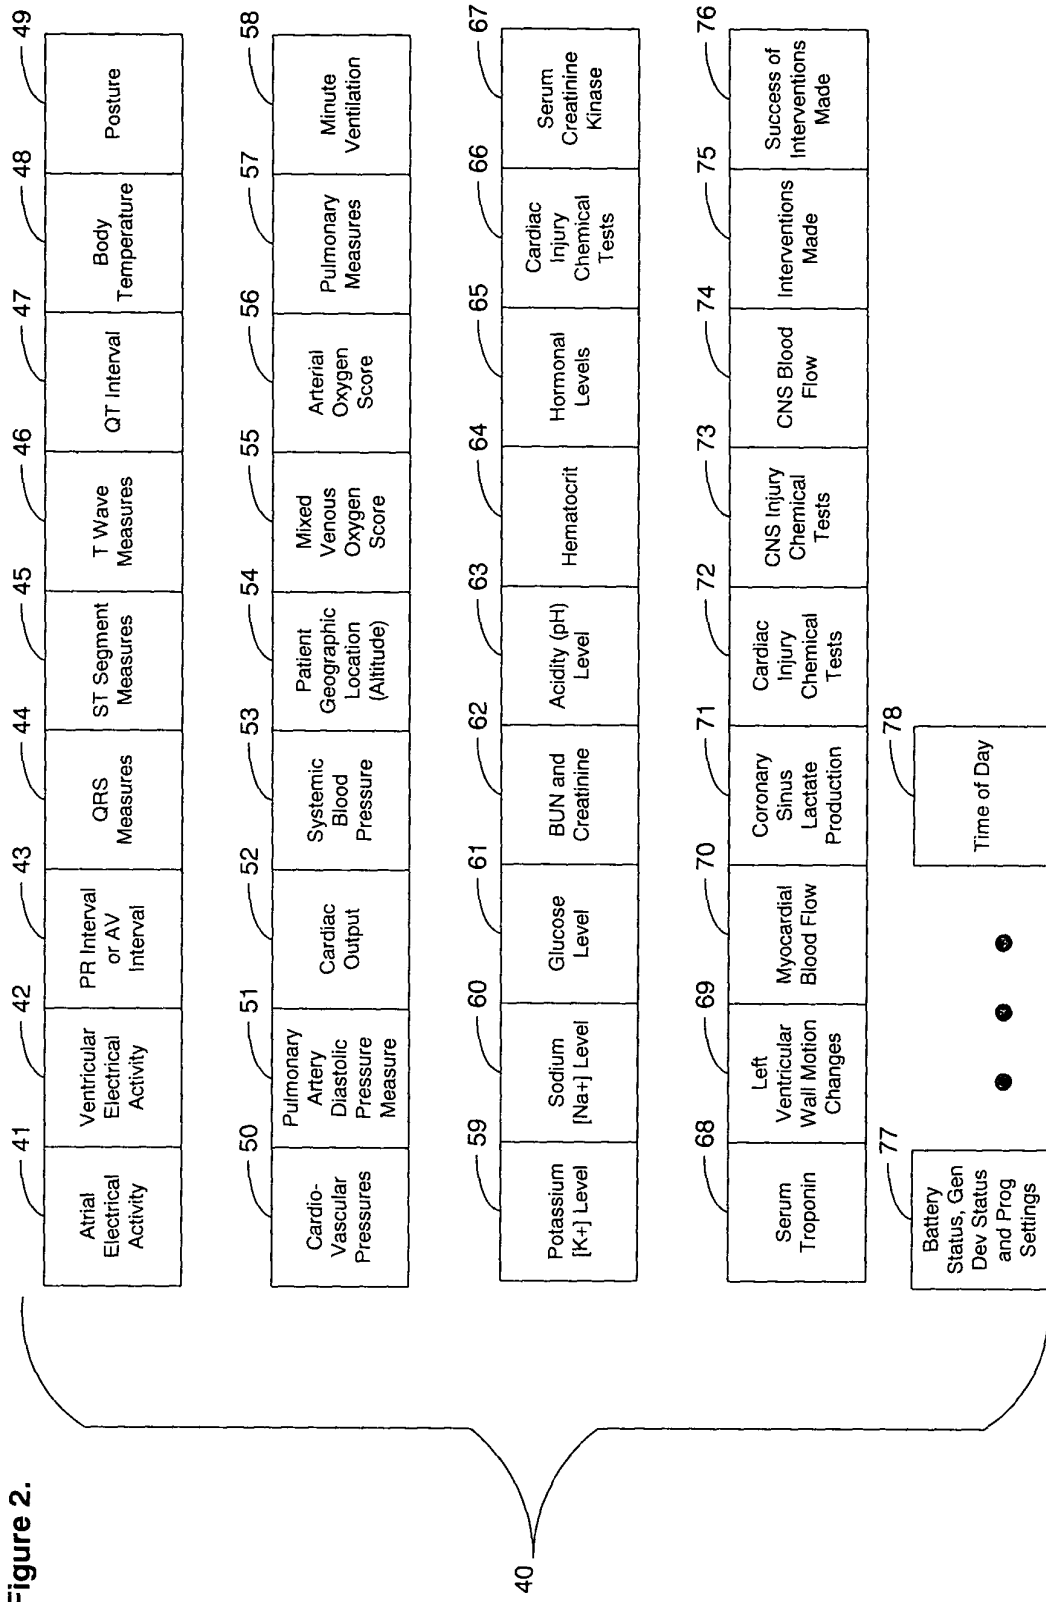 Figure 2.
40
41
Atrial
Electrical
Activity
42
Ventricular
Electrical
Activity
43
PR Interval
or AV
Interval
44
QRS
Measures
45
ST Segment
Measures
46
T Wave
Measures
47
QT Interval
48
Body
Temperature
49
Posture
50
Cardio-
Vascular
Pressures
51
Pulmonary
Artery
Diastolic
Pressure
Measure
52
Cardiac
Output
53
Systemic
Blood
Pressure
54
Patient
Geographic
Location
(Altitude)
55
Mixed
Venous
Oxygen
Score
56
Arterial
Oxygen
Score
57
Pulmonary
Measures
58
Minute
Ventilation
59
Potassium
[K+] Level
60
Sodium
[Na+] Level
61
Glucose
Level
62
BUN and
Creatinine
63
Acidity (pH)
Level
64
Hematocrit
65
Hormonal
Levels
66
Cardiac
Injury
Chemical
Tests
67
Serum
Creatinine
Kinase
68
Serum
Troponin
69
Left
Ventricular
Wall Motion
Changes
70
Myocardial
Blood Flow
71
Coronary
Sinus
Lactate
Production
72
Cardiac
Injury
Chemical
Tests
73
CNS Injury
Chemical
Tests
74
CNS Blood
Flow
75
Interventions
Made
76
Success of
Interventions
Made
77
Battery
Status, Gen
Dev Status
and Prog
Settings
78
Time of Day